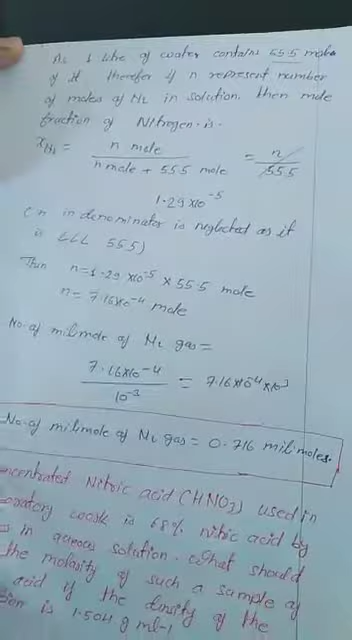 As 1 litre of water contains 55.5 moles
of it therefer if n represent number
of moles of N2 in solution. then mole
fraction of Nitrogen is.
xN2 = n mole / n mole + 55.5 mole = n / 55.5
1.29 x 10^-5
(n in denominator is neglected as it
is <<< 55.5)
Thus n = 1.29 x 10^-5 x 55.5 mole
n = 7.16x10^-4 mole
No. of milimole of N2 gas =
7.16x10^-4 / 10^-3 = 7.16x10^-4 x 10^3
No. of milimole of N2 gas = 0.716 milimoles.
ncentrated Nitric acid (HNO3) used in
oratory is 68% nitric acid by
s in aqueous solution. What should
the molarity of such a sample of
acid if the density of the
ion is 1.504 g ml-1